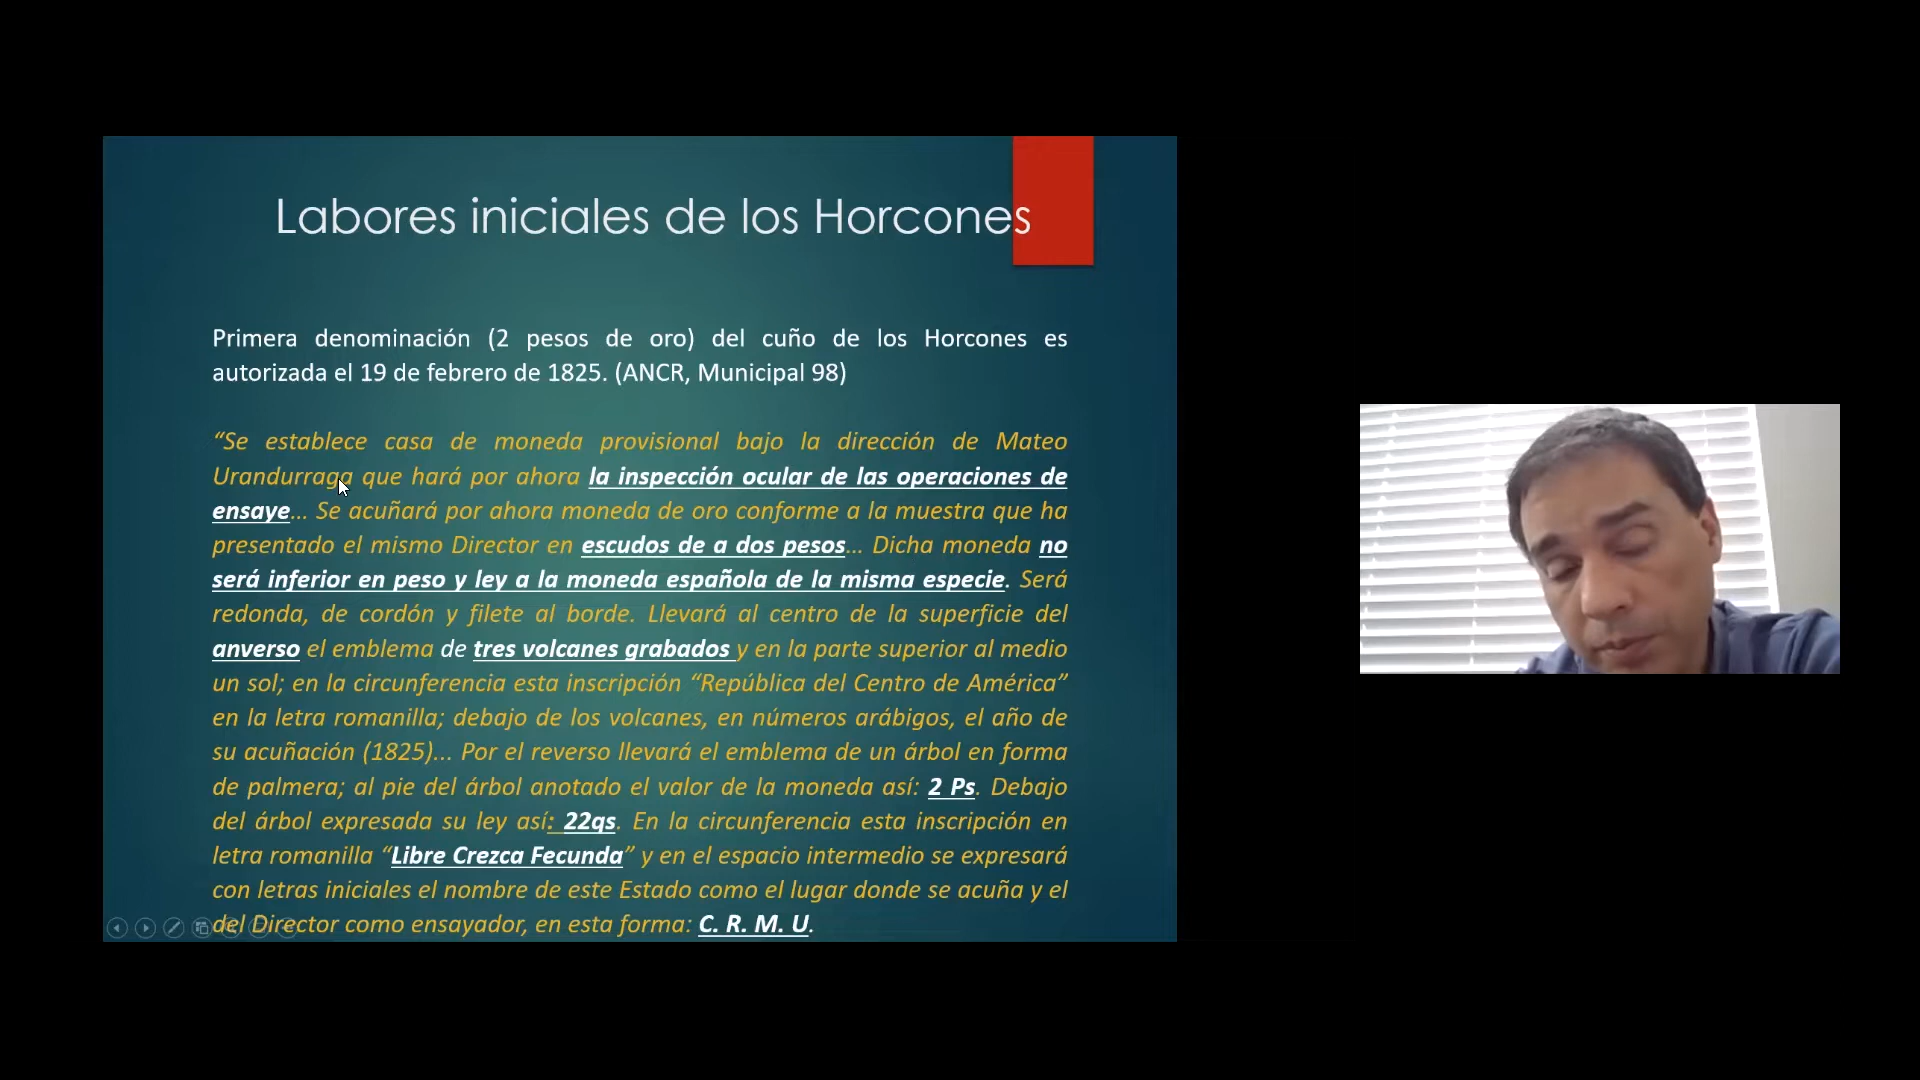 Labores iniciales de los Horcones
Primera denominación (2 pesos de oro) del cuño de los Horcones es
autorizada el 19 de febrero de 1825. (ANCR, Municipal 98)
“Se establece casa de moneda provisional bajo la dirección de Mateo
Urandurraga que hará por ahora la inspección ocular de las operaciones de
ensaye… Se acuñará por ahora moneda de oro conforme a la muestra que ha
presentado el mismo Director en escudos de a dos pesos… Dicha moneda no
será inferior en peso y ley a la moneda española de la misma especie. Será
redonda, de cordón y filete al borde. Llevará al centro de la superficie del
anverso el emblema de tres volcanes grabados y en la parte superior al medio
un sol; en la circunferencia esta inscripción “República del Centro de América”
en la letra romanilla; debajo de los volcanes, en números arábigos, el año de
su acuñación (1825)... Por el reverso llevará el emblema de un árbol en forma
de palmera; al pie del árbol anotado el valor de la moneda así: 2 Ps. Debajo
del árbol expresada su ley así: 22qs. En la circunferencia esta inscripción en
letra romanilla “Libre Crezca Fecunda” y en el espacio intermedio se expresará
con letras iniciales el nombre de este Estado como el lugar donde se acuña y el
del Director como ensayador, en esta forma: C. R. M. U.